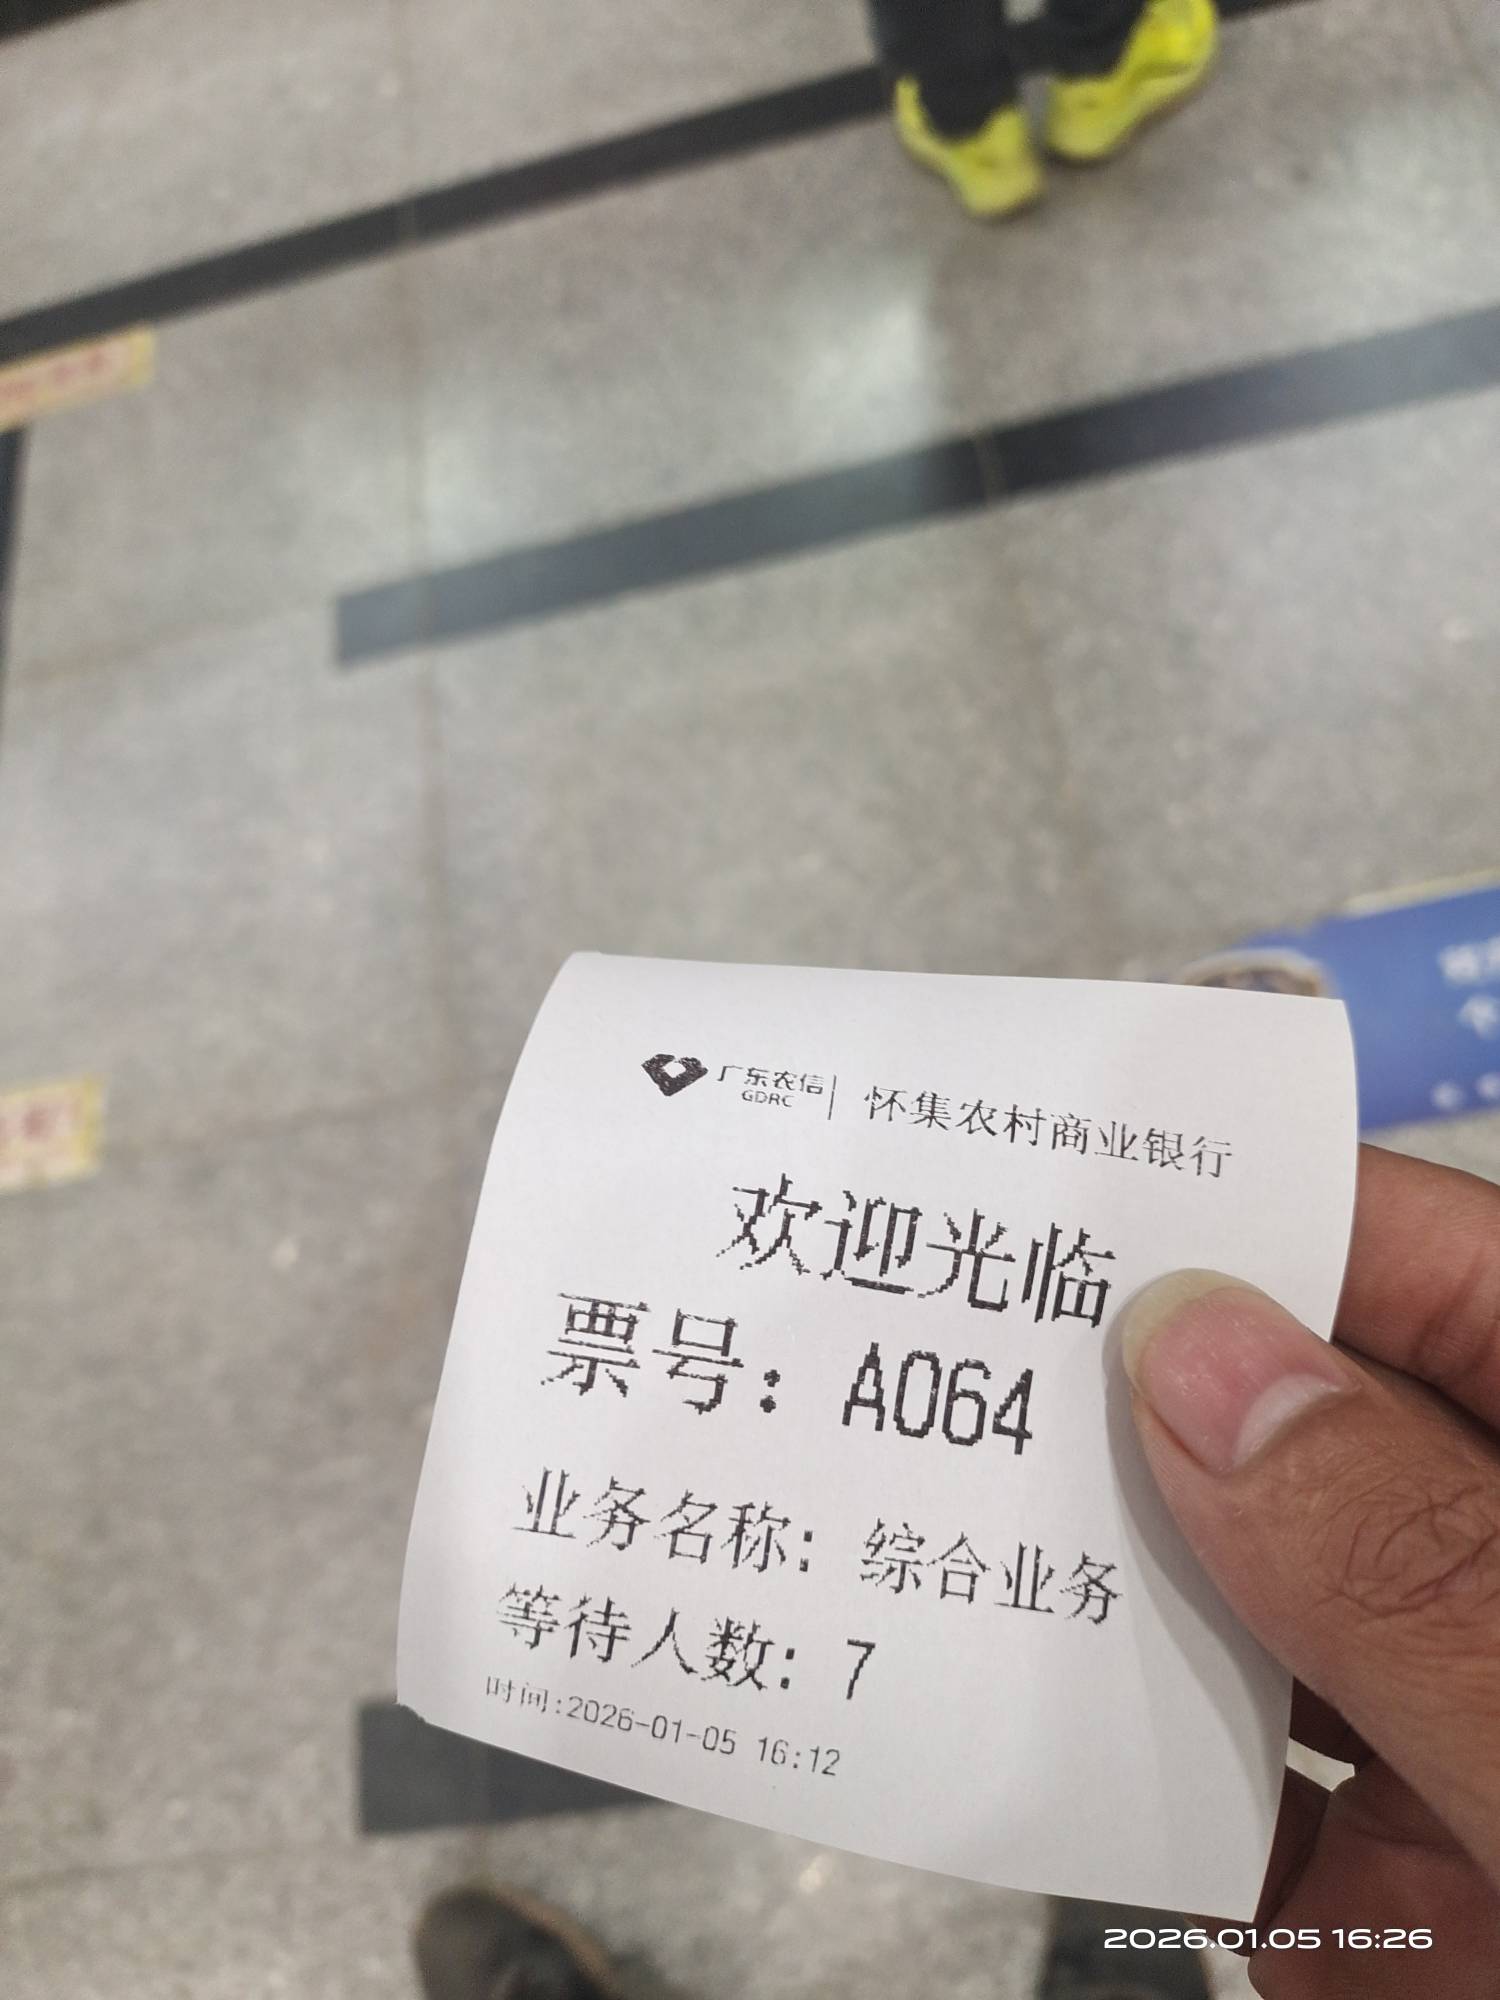 广东农信
GDRC
怀集农村商业银行
欢迎光临
票号: A064
业务名称: 综合业务
等待人数: 7
时间:2026-01-05 16:12
2026.01.05 16:26